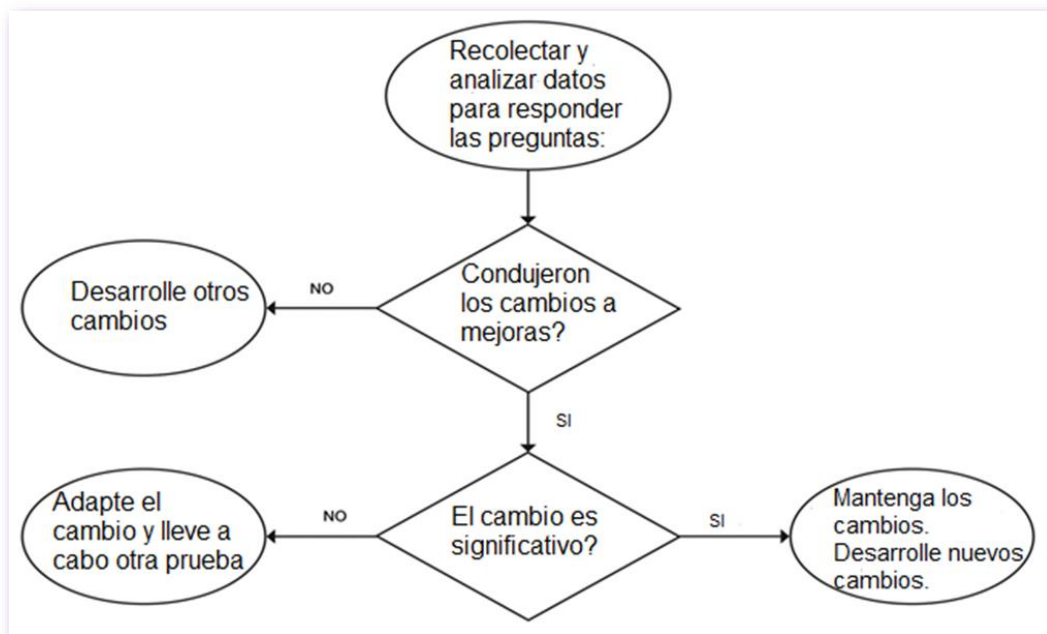 Recolectar y
analizar datos
para responder
las preguntas:
Condujeron
los cambios a
mejoras?
NO
Desarrolle otros
cambios
SI
El cambio es
significativo?
NO
Adapte el
cambio y lleve a
cabo otra prueba
SI
Mantenga los
cambios.
Desarrolle nuevos
cambios.